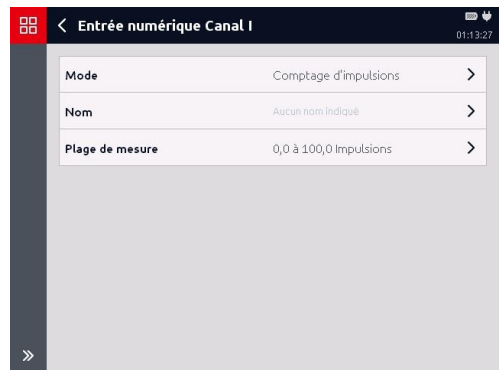 Entrée numérique Canal I
01:13:27
Mode Comptage d'impulsions
Nom Aucun nom indiqué
Plage de mesure 0,0 à 100,0 Impulsions